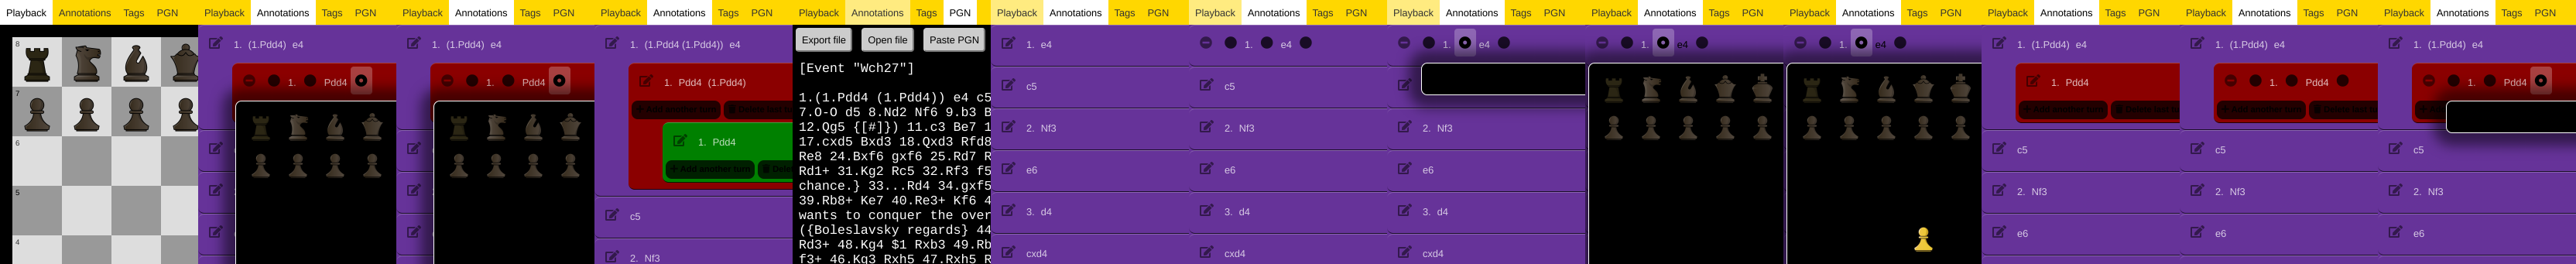 Playback Annotations Tags PGN
8
7
6
5
4
Playback Annotations Tags PGN
1. (1.Pdd4) e4
1. Pdd4
Playback Annotations Tags PGN
1. (1.Pdd4) e4
1. Pdd4
Playback Annotations Tags PGN
1. (1.Pdd4 (1.Pdd4)) e4
1. Pdd4 (1.Pdd4)
Add another turn
1. Pdd4
Add another turn
c5
2. Nf3
Playback Annotations Tags PGN
Export file Open file Paste PGN
[Event "Wch27"]
1.(1.Pdd4 (1.Pdd4)) e4 c5
7.O-O d5 8.Nd2 Nf6 9.b3 B
12.Qg5 {[#]}) 11.c3 Be7 1
17.cxd5 Bxd3 18.Qxd3 Rfd8
Re8 24.Bxf6 gxf6 25.Rd7 R
Rd1+ 31.Kg2 Rc5 32.Rf3 f5
chance.} 33...Rd4 34.gxf5
39.Rb8+ Ke7 40.Re3+ Kf6 4
wants to conquer the over
({Boleslavsky regards} 44
Rd3+ 48.Kg4 $1 Rxb3 49.Rb
f3+ 46.Kg3 Rxh5 47.Rxh5 R
Playback Annotations Tags PGN
1. e4
c5
2. Nf3
e6
3. d4
cxd4
Playback Annotations Tags PGN
1. e4
c5
2. Nf3
e6
3. d4
cxd4
Playback Annotations Tags PGN
1. e4
2. Nf3
e6
3. d4
cxd4
Playback Annotations Tags PGN
1. e4
Playback Annotations Tags PGN
1. e4
Playback Annotations Tags PGN
1. (1.Pdd4) e4
1. Pdd4
Add another turn
c5
2. Nf3
e6
Playback Annotations Tags PGN
1. (1.Pdd4) e4
1. Pdd4
Add another turn
c5
2. Nf3
e6
Playback Annotations Tags PGN
1. (1.Pdd4) e4
1. Pdd4
c5
2. Nf3
e6